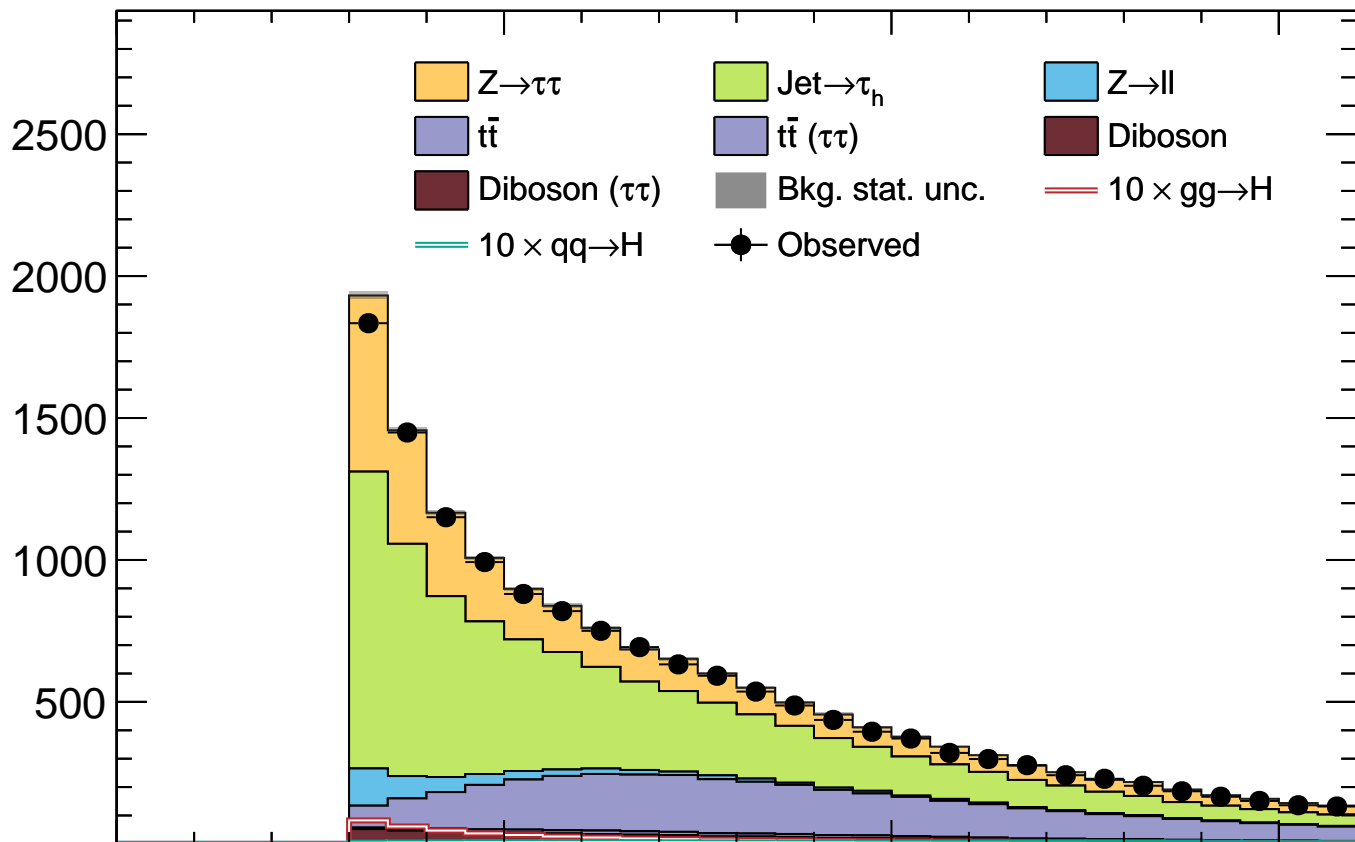 Z→ττ Jet→τh Z→ll
tt̄ tt̄ (ττ) Diboson
Diboson (ττ) Bkg. stat. unc. 10 × gg→H
10 × qq→H Observed
2500
2000
1500
1000
500